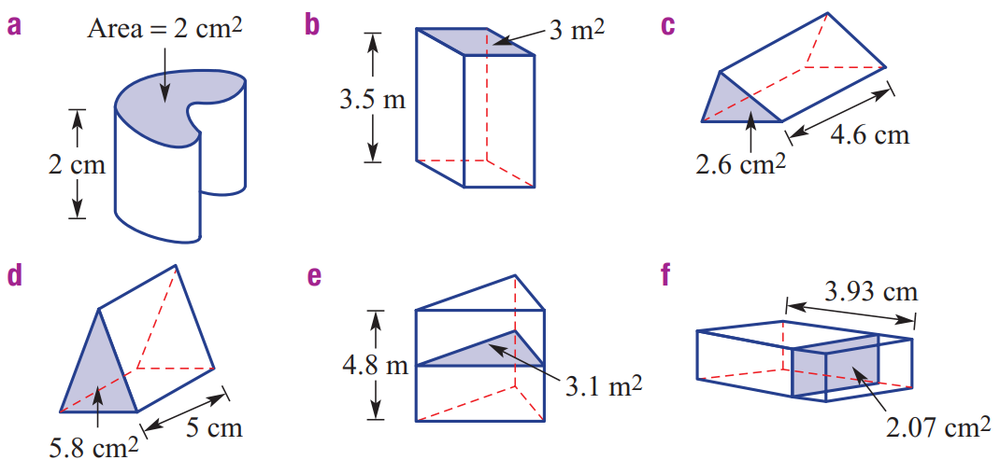 a
Area = 2 cm²
2 cm
b
3 m²
3.5 m
c
4.6 cm
2.6 cm²
d
5 cm
5.8 cm²
e
4.8 m
3.1 m²
f
3.93 cm
2.07 cm²